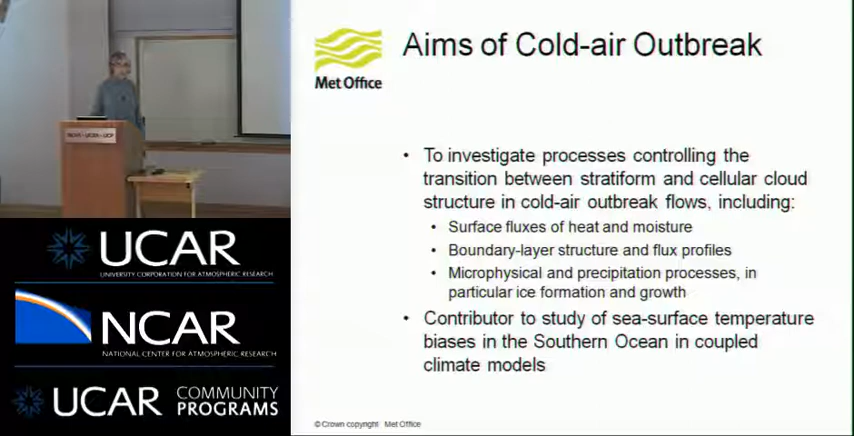 Met Office
Aims of Cold-air Outbreak
• To investigate processes controlling the
transition between stratiform and cellular cloud
structure in cold-air outbreak flows, including:
• Surface fluxes of heat and moisture
• Boundary-layer structure and flux profiles
• Microphysical and precipitation processes, in
particular ice formation and growth
• Contributor to study of sea-surface temperature
biases in the Southern Ocean in coupled
climate models
© Crown copyright Met Office
UCAR
UNIVERSITY CORPORATION FOR ATMOSPHERIC RESEARCH
NCAR
NATIONAL CENTER FOR ATMOSPHERIC RESEARCH
UCAR COMMUNITY
PROGRAMS